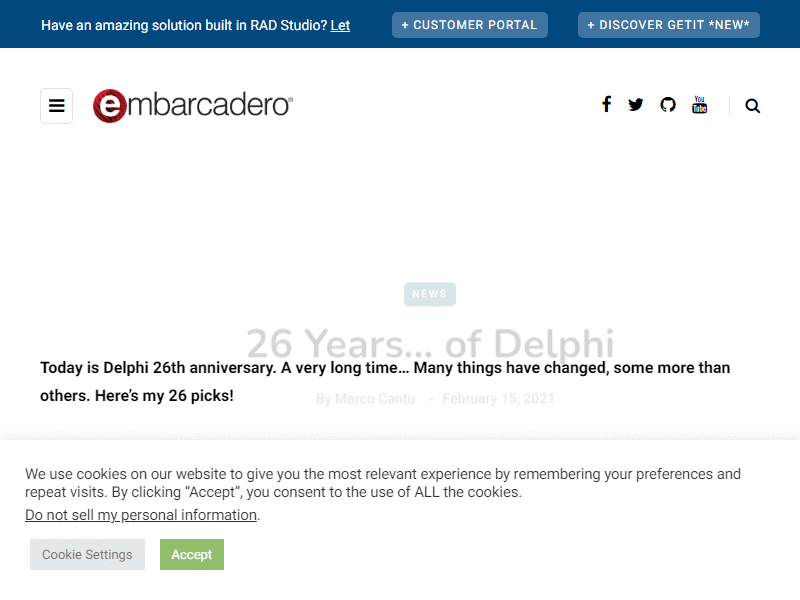 Have an amazing solution built in RAD Studio? Let
+ CUSTOMER PORTAL
+ DISCOVER GETIT *NEW*
embarcadero®
You Tube
NEWS
26 Years... of Delphi
Today is Delphi 26th anniversary. A very long time… Many things have changed, some more than
others. Here’s my 26 picks!
By Marco Cantu - February 15, 2021
We use cookies on our website to give you the most relevant experience by remembering your preferences and
repeat visits. By clicking “Accept”, you consent to the use of ALL the cookies.
Do not sell my personal information.
Cookie Settings
Accept